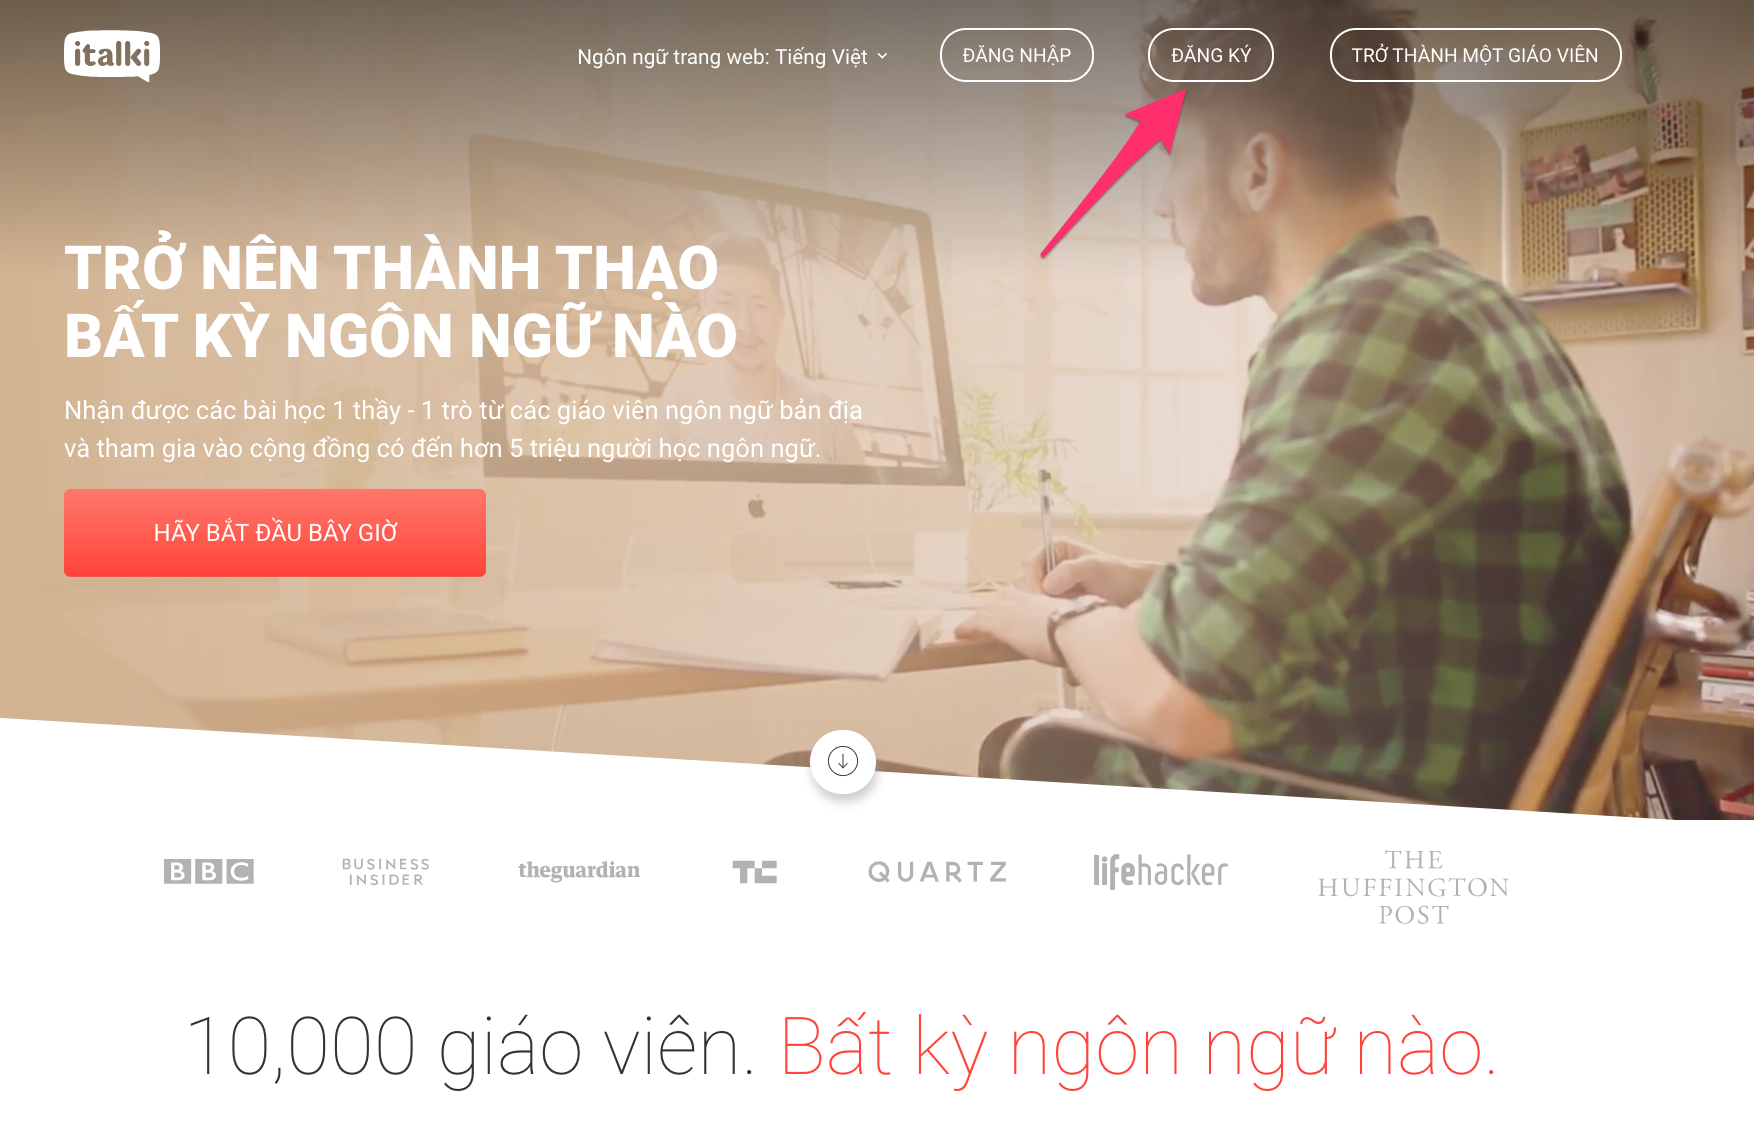 italki
Ngôn ngữ trang web: Tiếng Việt
ĐĂNG NHẬP
ĐĂNG KÝ
TRỞ THÀNH MỘT GIÁO VIÊN
TRỞ NÊN THÀNH THẠO
BẤT KỲ NGÔN NGỮ NÀO
Nhận được các bài học 1 thầy - 1 trò từ các giáo viên ngôn ngữ bản địa
và tham gia vào cộng đồng có đến hơn 5 triệu người học ngôn ngữ.
HÃY BẮT ĐẦU BÂY GIỜ
BBC
BUSINESS
INSIDER
theguardian
TC
QUARTZ
lifehacker
THE
HUFFINGTON
POST
10,000 giáo viên. Bất kỳ ngôn ngữ nào.